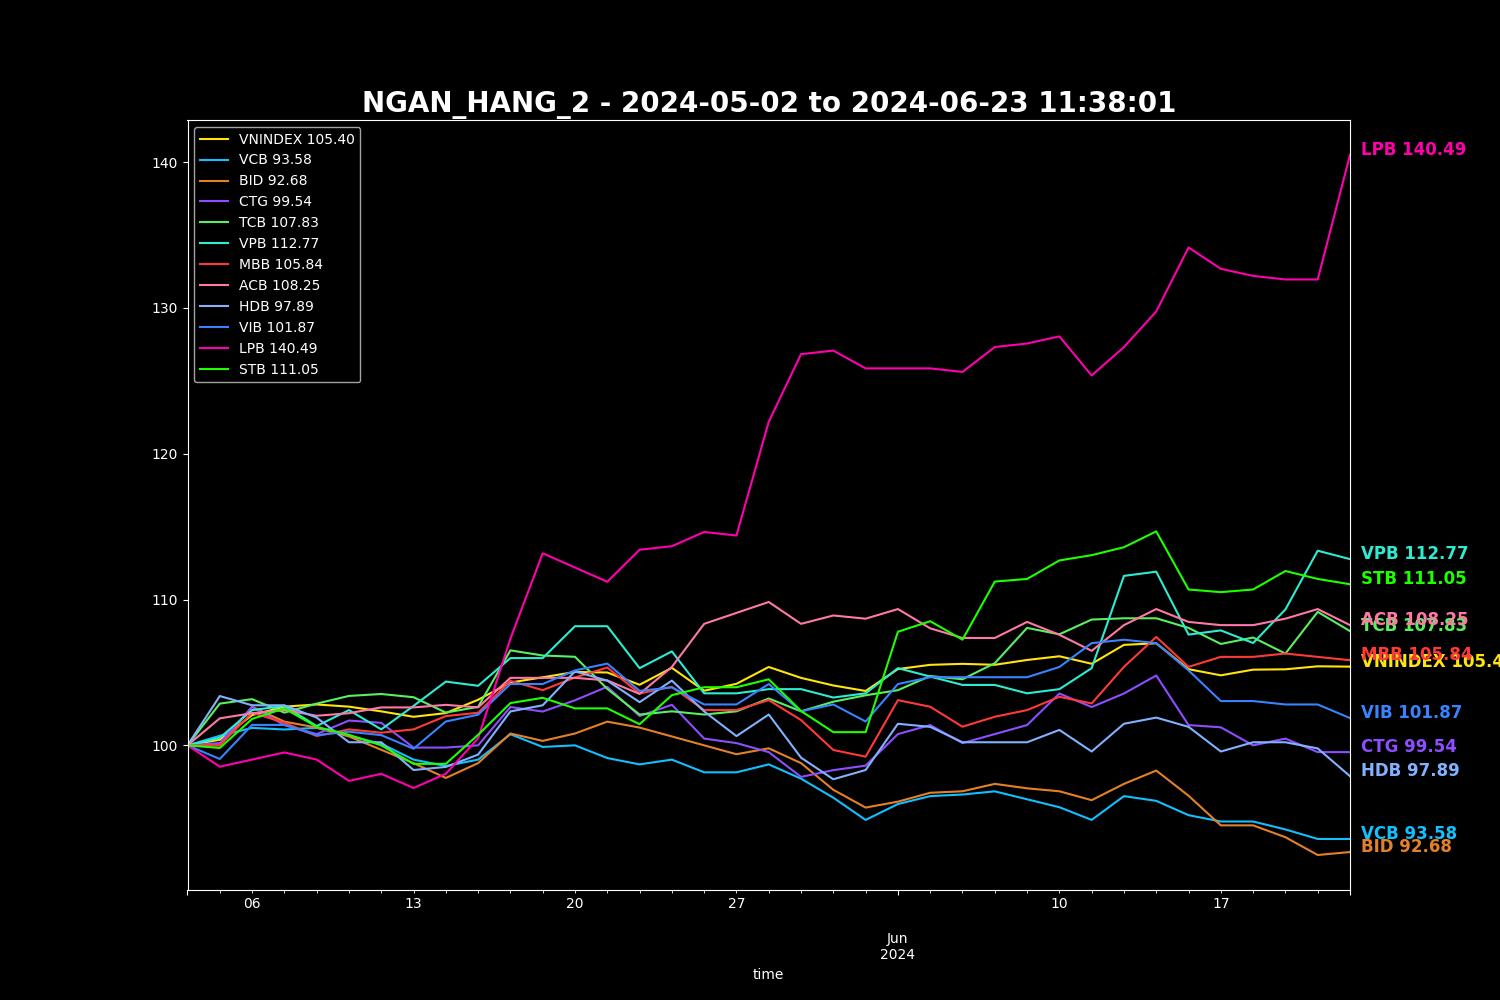 NGAN_HANG_2 - 2024-05-02 to 2024-06-23 11:38:01
VNINDEX 105.40
VCB 93.58
BID 92.68
CTG 99.54
TCB 107.83
VPB 112.77
MBB 105.84
ACB 108.25
HDB 97.89
VIB 101.87
LPB 140.49
STB 111.05
140
130
120
110
100
LPB 140.49
VPB 112.77
STB 111.05
ACB 108.25
TCB 107.83
MBB 105.84
VNINDEX 105.4
VIB 101.87
CTG 99.54
HDB 97.89
VCB 93.58
BID 92.68
06
13
20
27
10
17
Jun
2024
time